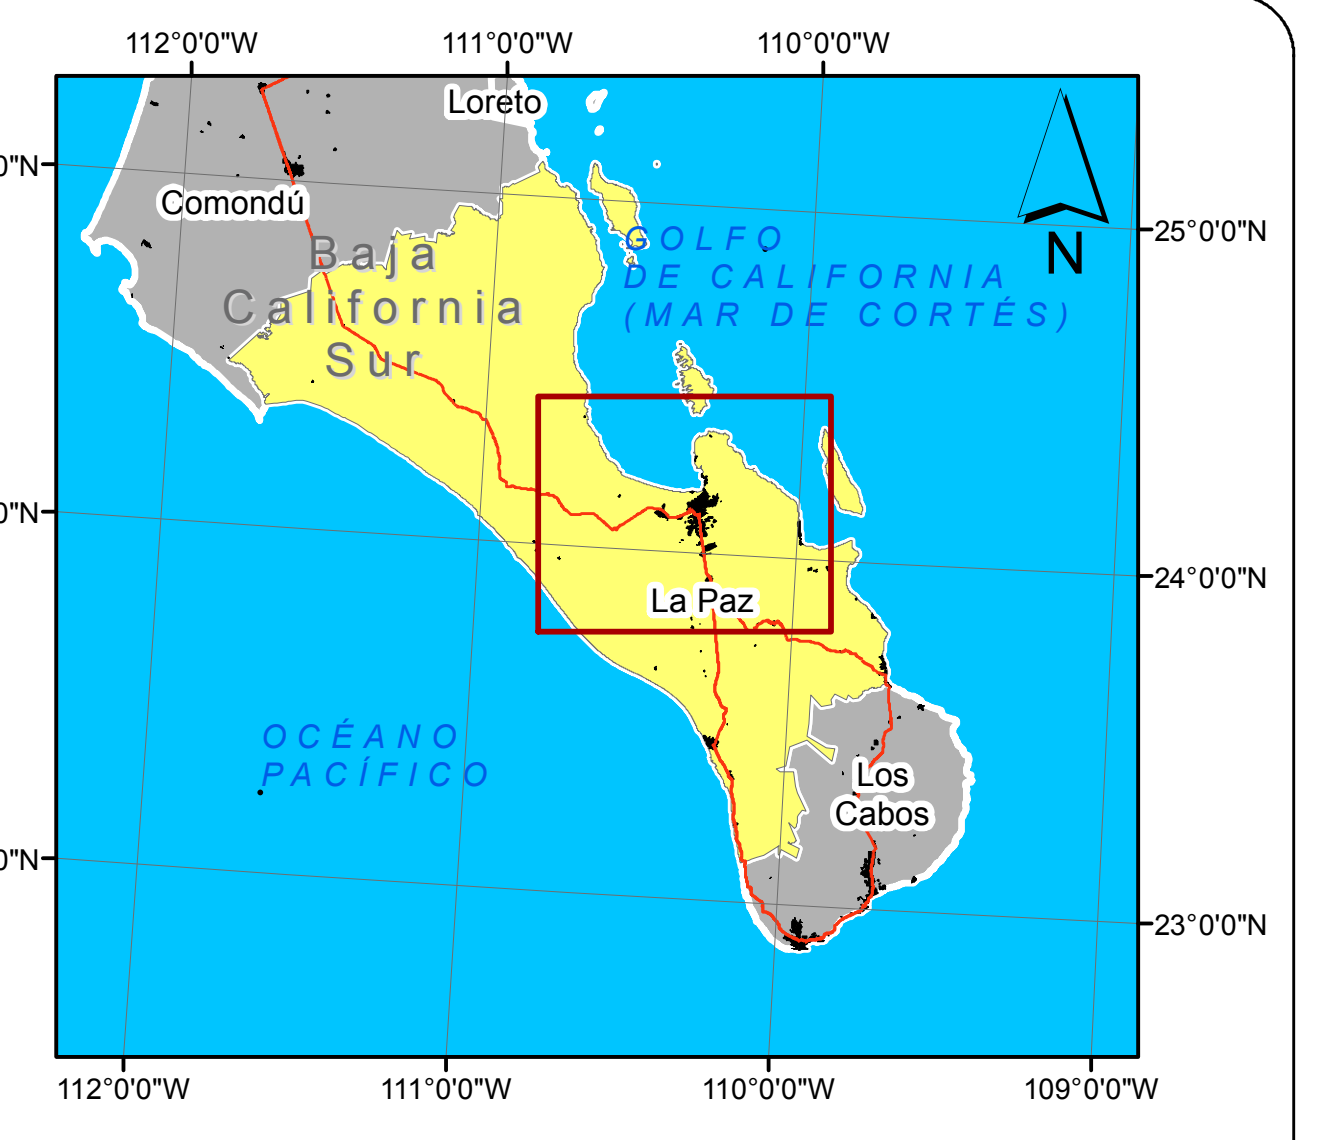 112°0'0"W 111°0'0"W 110°0'0"W
Loreto
0"N
Comondú
25°0'0"N
N
Baja
California
Sur
GOLFO
DE CALIFORNIA
(MAR DE CORTÉS)
0"N
24°0'0"N
La Paz
OCÉANO
PACÍFICO
Los
Cabos
0"N
23°0'0"N
112°0'0"W 111°0'0"W 110°0'0"W 109°0'0"W